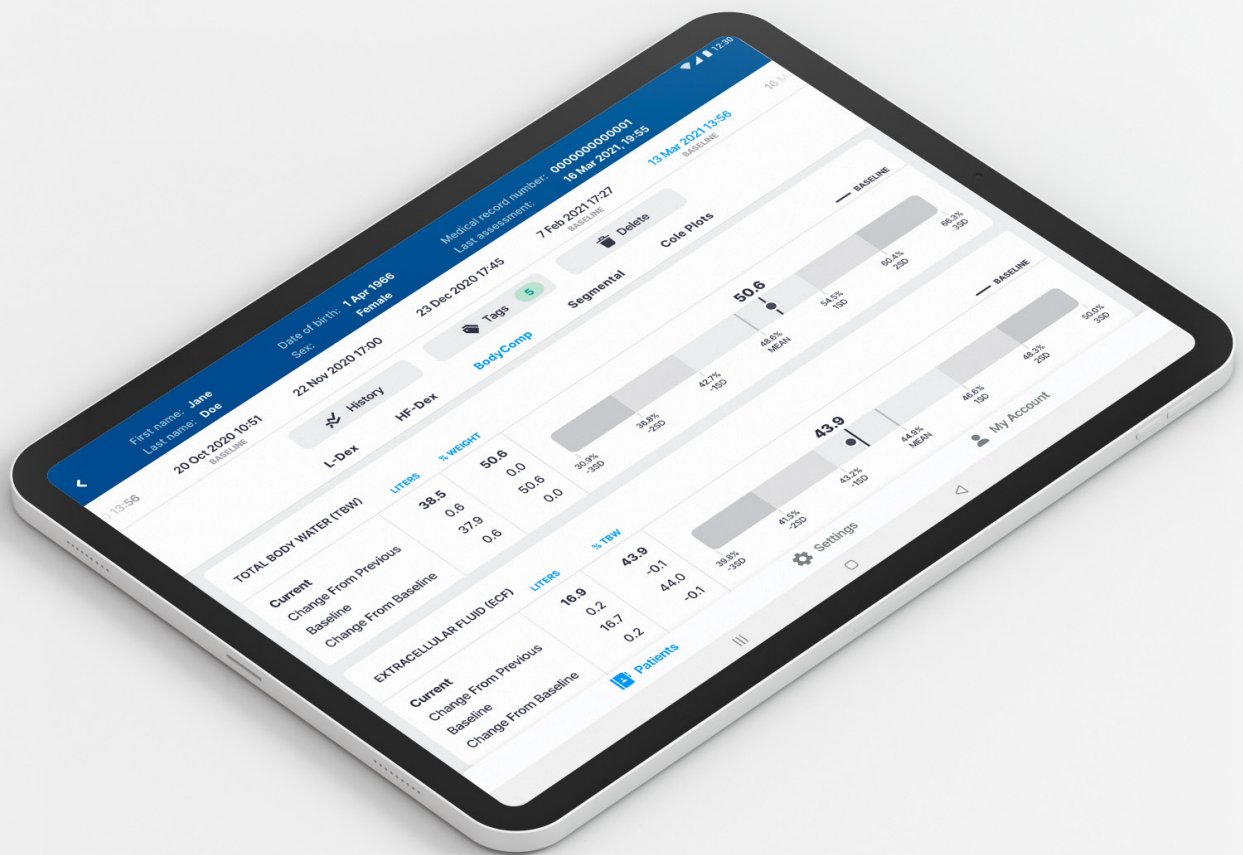 12:30
First name: Jane
Last name: Doe
Date of birth: 1 Apr 1966
Sex: Female
Medical record number: 0000000000001
Last assessment: 16 Mar 2021, 19:55
13:56
20 Oct 2020 10:51
BASELINE
22 Nov 2020 17:00
23 Dec 2020 17:45
7 Feb 2021 17:27
BASELINE
13 Mar 2021 13:56
BASELINE
16 M
History
Tags 5
Delete
L-Dex
HF-Dex
BodyComp
Segmental
Cole Plots
TOTAL BODY WATER (TBW)
LITERS
% WEIGHT
Current 38.5 50.6
Change From Previous 0.6 0.0
Baseline 37.9 50.6
Change From Baseline 0.6 0.0
BASELINE
50.6
30.9% 36.8% 42.7% 48.6% 54.5% 60.4% 66.3%
-3SD -2SD -1SD MEAN 1SD 2SD 3SD
EXTRACELLULAR FLUID (ECF)
LITERS
% TBW
Current 16.9 43.9
Change From Previous 0.2 -0.1
Baseline 16.7 44.0
Change From Baseline 0.2 -0.1
BASELINE
43.9
39.8% 41.5% 43.2% 44.9% 46.6% 48.3% 50.0%
-3SD -2SD -1SD MEAN 1SD 2SD 3SD
Patients
Settings
My Account